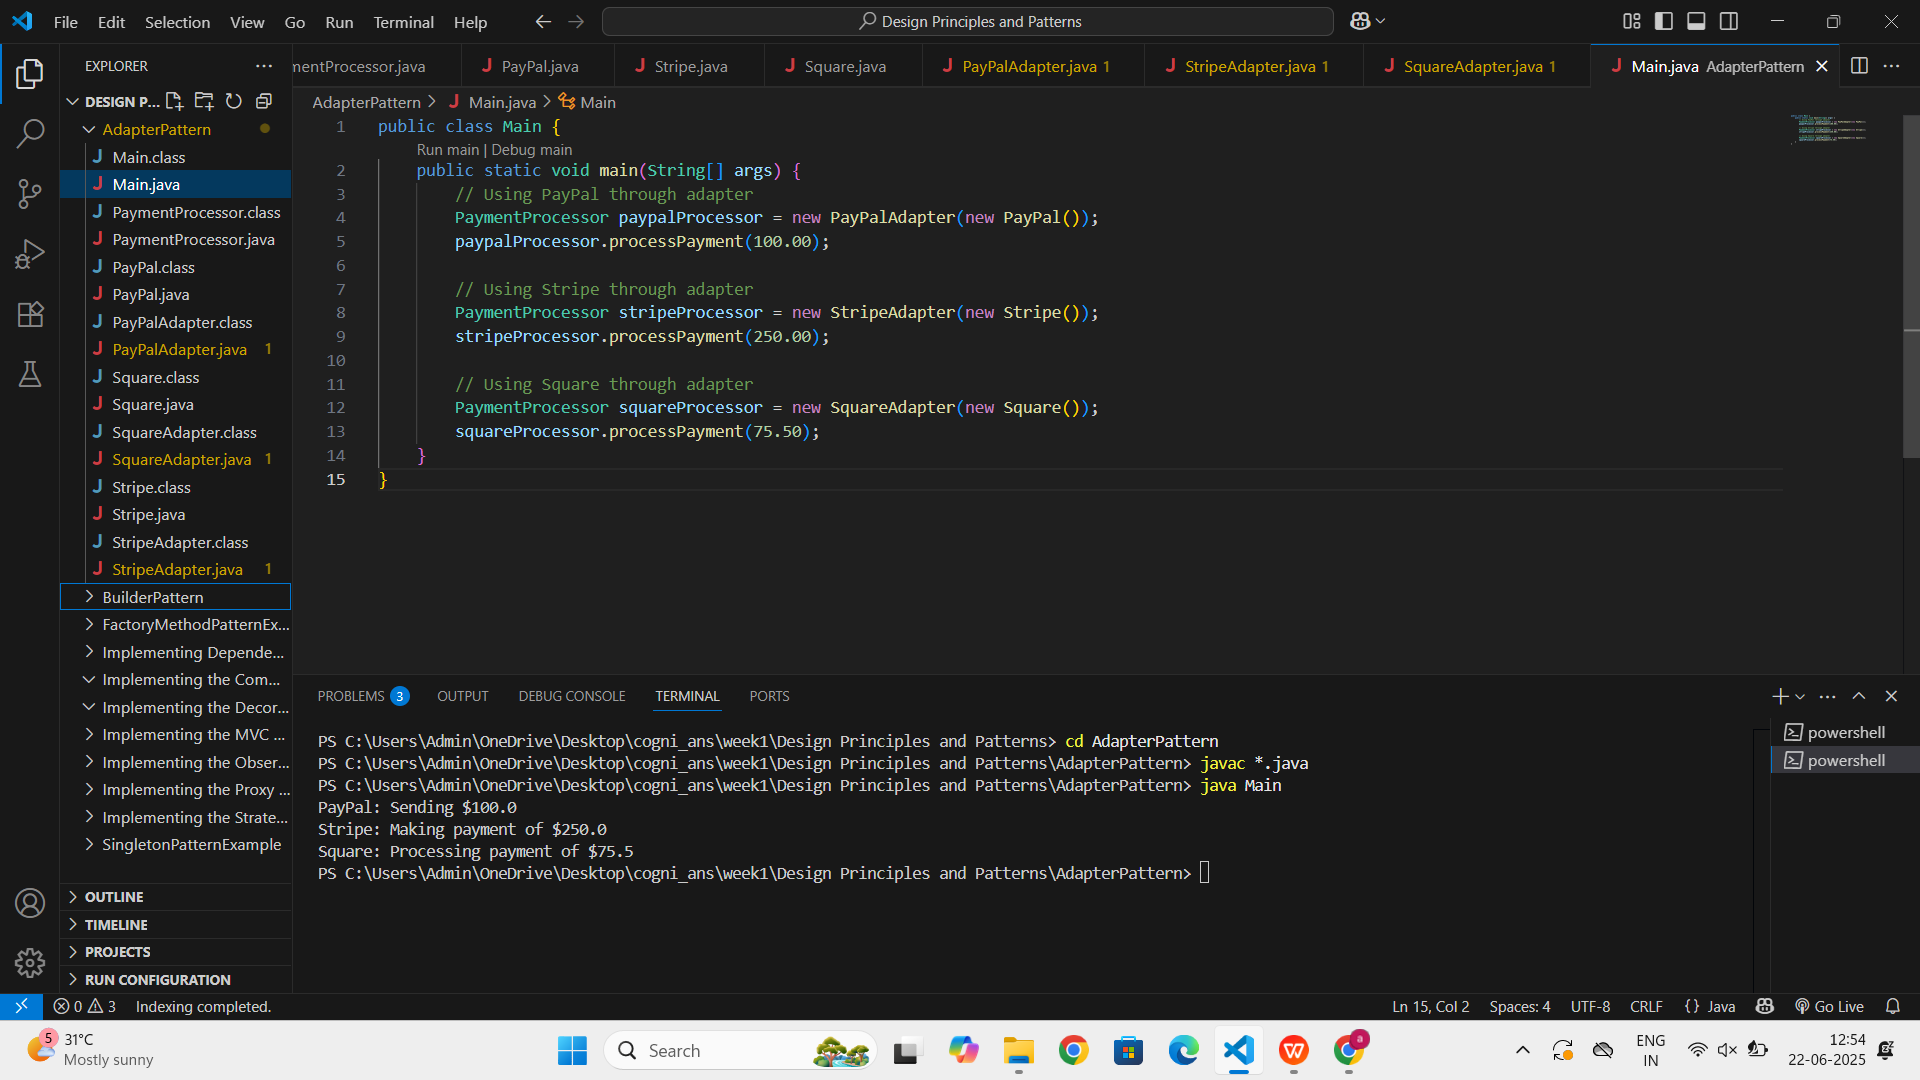 File Edit Selection View Go Run Terminal Help
Design Principles and Patterns
EXPLORER
DESIGN P...
AdapterPattern
Main.class
Main.java
PaymentProcessor.class
PaymentProcessor.java
PayPal.class
PayPal.java
PayPalAdapter.class
PayPalAdapter.java 1
Square.class
Square.java
SquareAdapter.class
SquareAdapter.java 1
Stripe.class
Stripe.java
StripeAdapter.class
StripeAdapter.java 1
BuilderPattern
FactoryMethodPatternEx...
Implementing Depende...
Implementing the Com...
Implementing the Decor...
Implementing the MVC ...
Implementing the Obser...
Implementing the Proxy ...
Implementing the Strate...
SingletonPatternExample
OUTLINE
TIMELINE
PROJECTS
RUN CONFIGURATION
mentProcessor.java PayPal.java Stripe.java Square.java PayPalAdapter.java 1 StripeAdapter.java 1 SquareAdapter.java 1 Main.java AdapterPattern
AdapterPattern > Main.java > Main
1 public class Main {
Run main | Debug main
2 public static void main(String[] args) {
3 // Using PayPal through adapter
4 PaymentProcessor paypalProcessor = new PayPalAdapter(new PayPal());
5 paypalProcessor.processPayment(100.00);
6
7 // Using Stripe through adapter
8 PaymentProcessor stripeProcessor = new StripeAdapter(new Stripe());
9 stripeProcessor.processPayment(250.00);
10
11 // Using Square through adapter
12 PaymentProcessor squareProcessor = new SquareAdapter(new Square());
13 squareProcessor.processPayment(75.50);
14 }
15 }
PROBLEMS 3 OUTPUT DEBUG CONSOLE TERMINAL PORTS
PS C:\Users\Admin\OneDrive\Desktop\cogni_ans\week1\Design Principles and Patterns> cd AdapterPattern
PS C:\Users\Admin\OneDrive\Desktop\cogni_ans\week1\Design Principles and Patterns\AdapterPattern> javac *.java
PS C:\Users\Admin\OneDrive\Desktop\cogni_ans\week1\Design Principles and Patterns\AdapterPattern> java Main
PayPal: Sending $100.0
Stripe: Making payment of $250.0
Square: Processing payment of $75.5
PS C:\Users\Admin\OneDrive\Desktop\cogni_ans\week1\Design Principles and Patterns\AdapterPattern>
powershell
powershell
0 3 Indexing completed.
Ln 15, Col 2 Spaces: 4 UTF-8 CRLF {} Java Go Live
5 31°C
Mostly sunny
Search
a
ENG
IN
12:54
22-06-2025